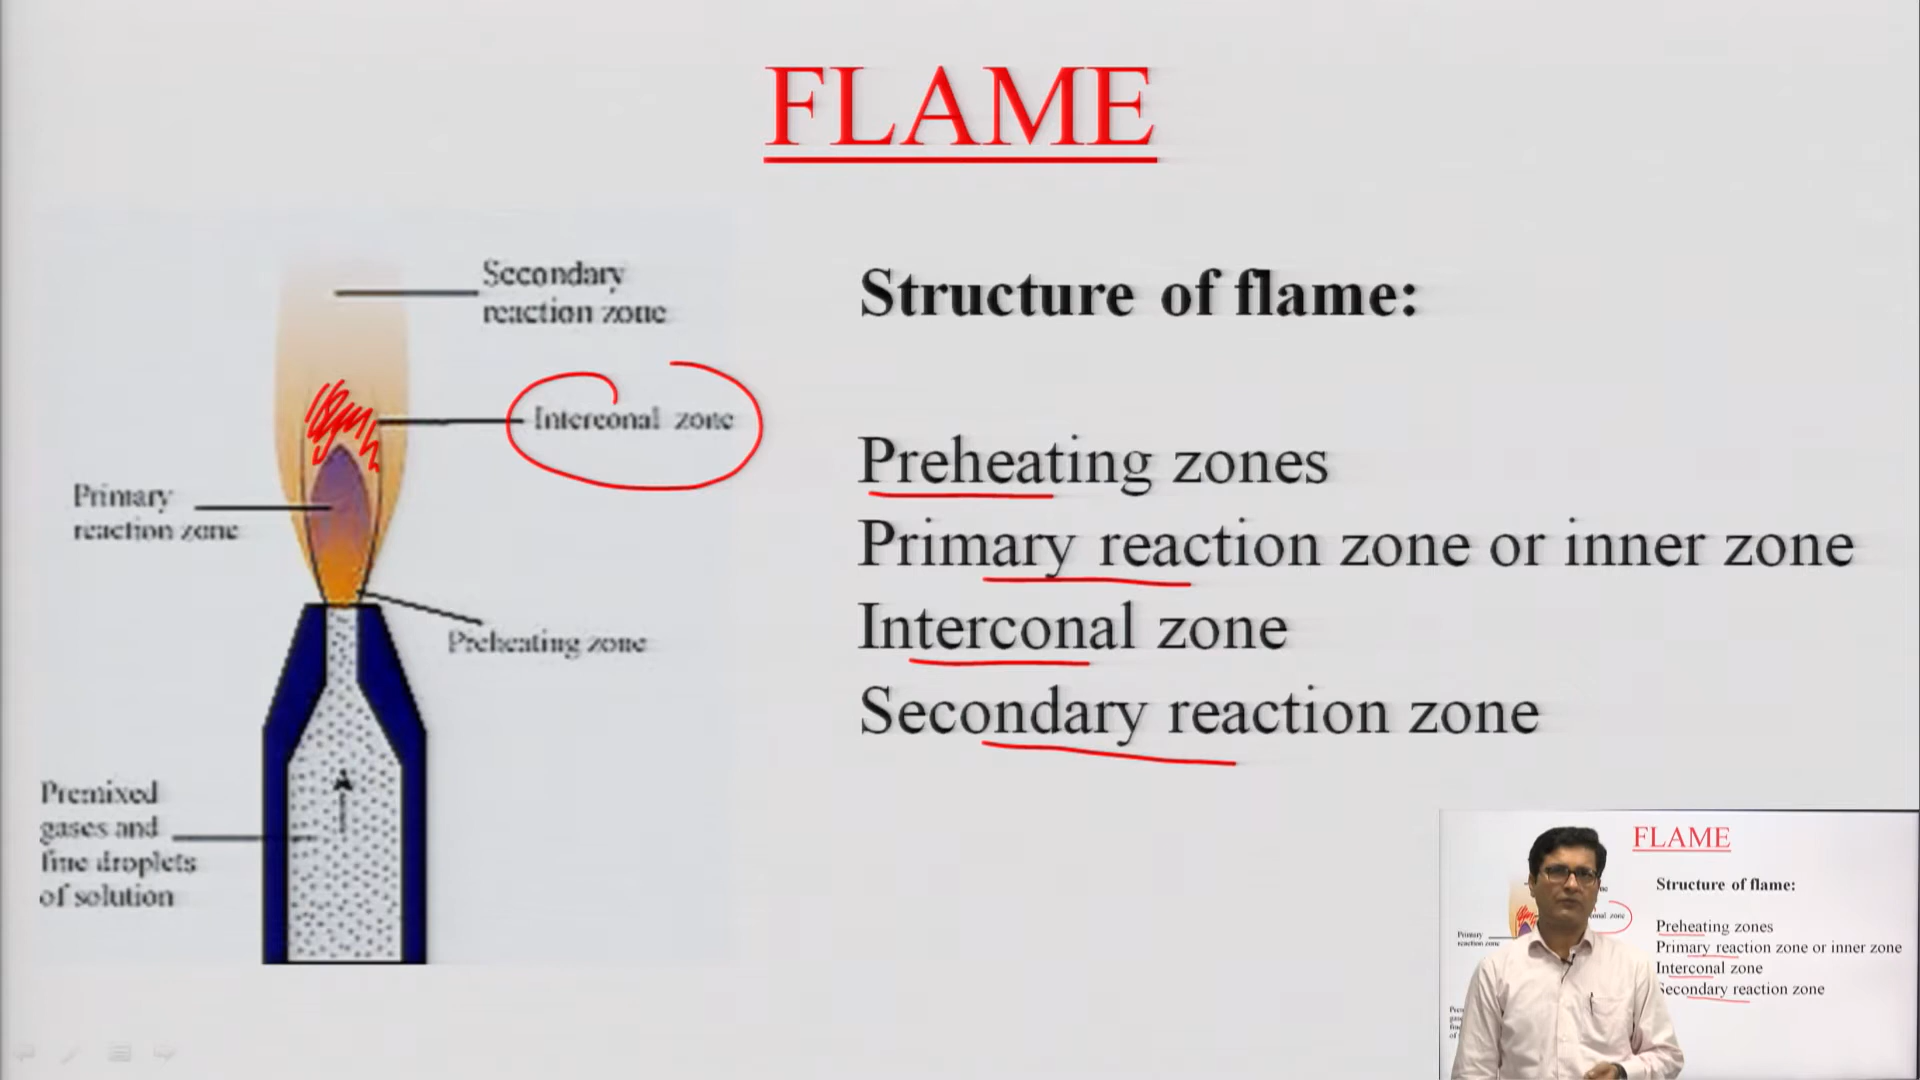 FLAME
Secondary
reaction zone
Interconal zone
Primary
reaction zone
Preheating zone
Premixed
gases and
fine droplets
of solution
Structure of flame:
Preheating zones
Primary reaction zone or inner zone
Interconal zone
Secondary reaction zone
FLAME
Structure of flame:
Primary
reaction zone
Preheating zones
Primary reaction zone or inner zone
Interconal zone
Secondary reaction zone